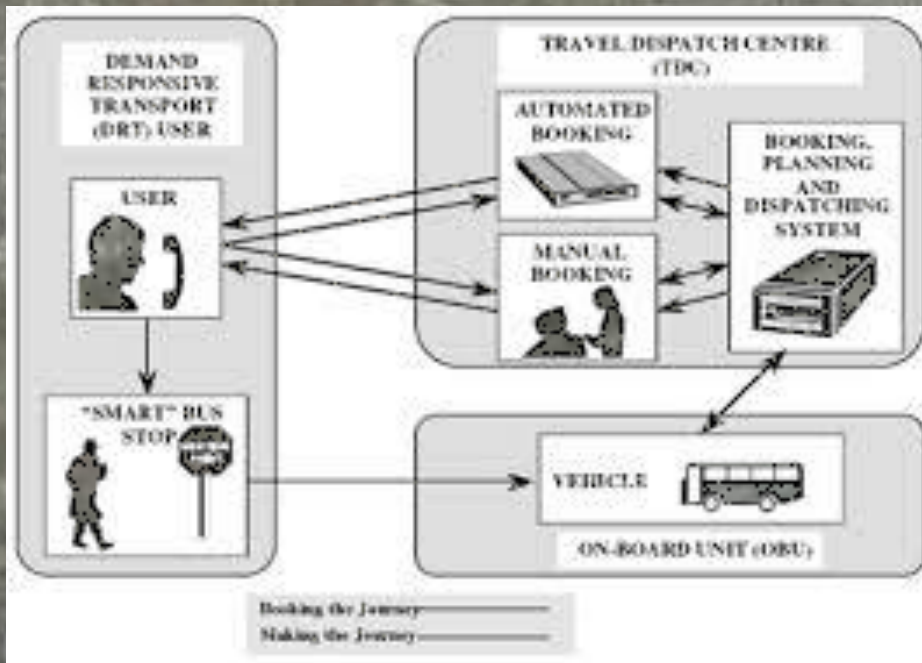 DEMAND
RESPONSIVE
TRANSPORT
(DRT) USER
USER
"SMART" BUS
STOP
TRAVEL DISPATCH CENTRE
(TDC)
AUTOMATED
BOOKING
MANUAL
BOOKING
BOOKING,
PLANNING
AND
DISPATCHING
SYSTEM
VEHICLE
ON-BOARD UNIT (OBU)
Booking the Journey
Making the Journey